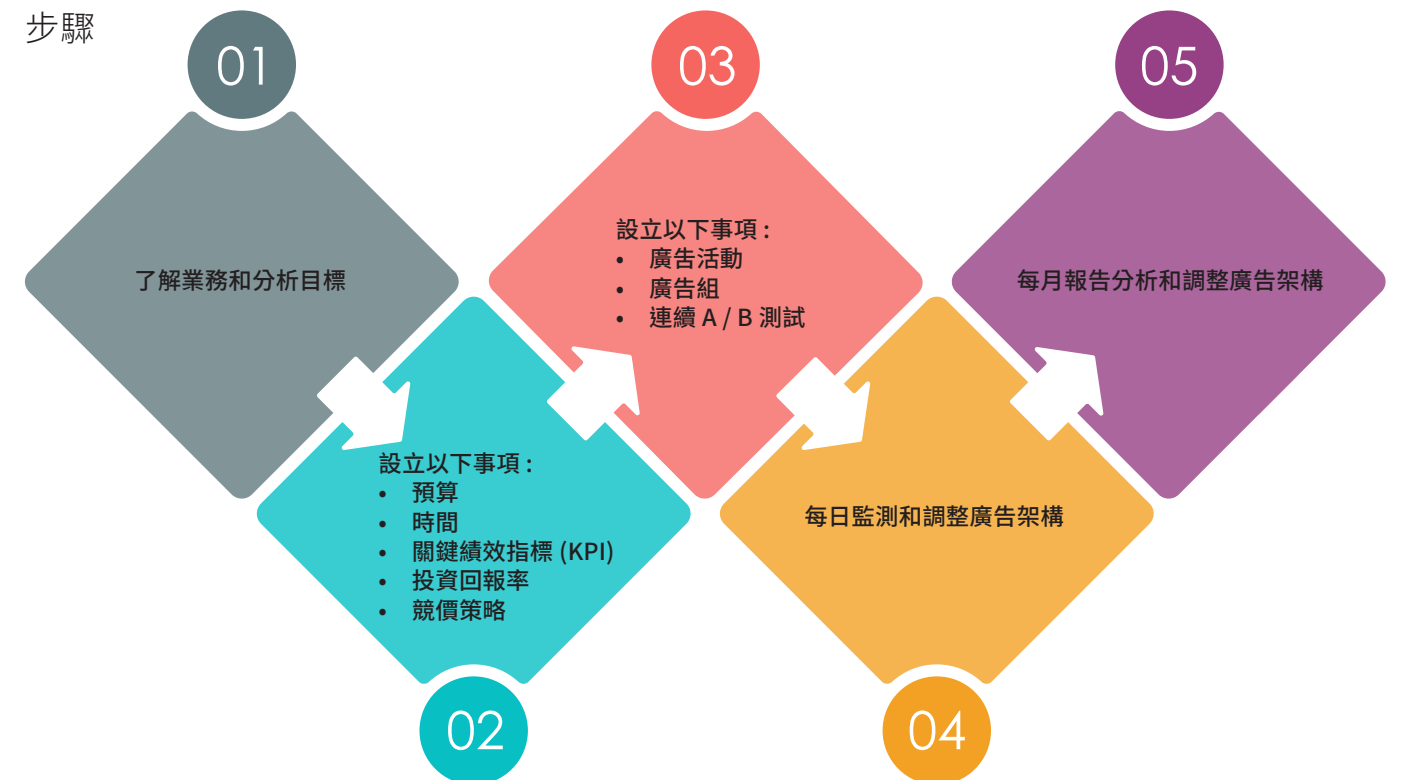 步驟
01
了解業務和分析目標
02
設立以下事項 :
• 預算
• 時間
• 關鍵績效指標 (KPI)
• 投資回報率
• 競價策略
03
設立以下事項 :
• 廣告活動
• 廣告組
• 連續 A / B 測試
04
每日監測和調整廣告架構
05
每月報告分析和調整廣告架構